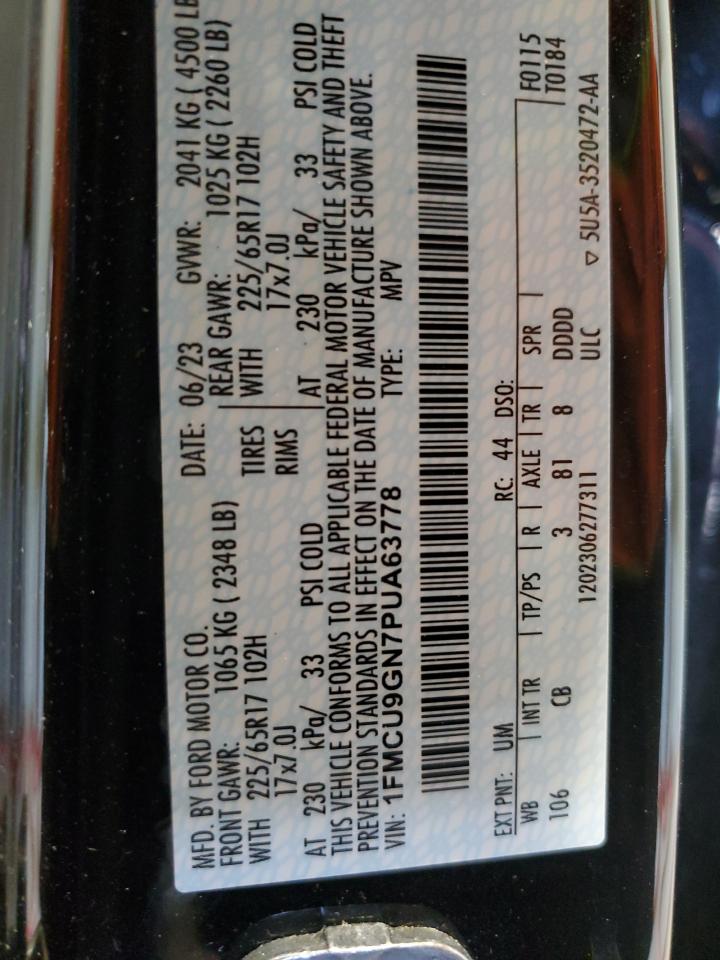 MFD. BY FORD MOTOR CO. DATE: 06/23 GVWR: 2041 KG ( 4500 LB
FRONT GAWR: 1065 KG ( 2348 LB) REAR GAWR: 1025 KG ( 2260 LB)
WITH 225/65R17 102H TIRES WITH 225/65R17 102H
17x7.0J RIMS 17x7.0J
AT 230 kPa/ 33 PSI COLD AT 230 kPa/ 33 PSI COLD
THIS VEHICLE CONFORMS TO ALL APPLICABLE FEDERAL MOTOR VEHICLE SAFETY AND THEFT
PREVENTION STANDARDS IN EFFECT ON THE DATE OF MANUFACTURE SHOWN ABOVE.
VIN: 1FMCU9GN7PUA63778 TYPE: MPV
EXT PNT: UM RC: 44 DSO: F0115
WB INT TR TP/PS R AXLE TR SPR T0184
106 CB 3 81 8 DDDD
1202306277311 ULC ▽ 5U5A-3520472-AA